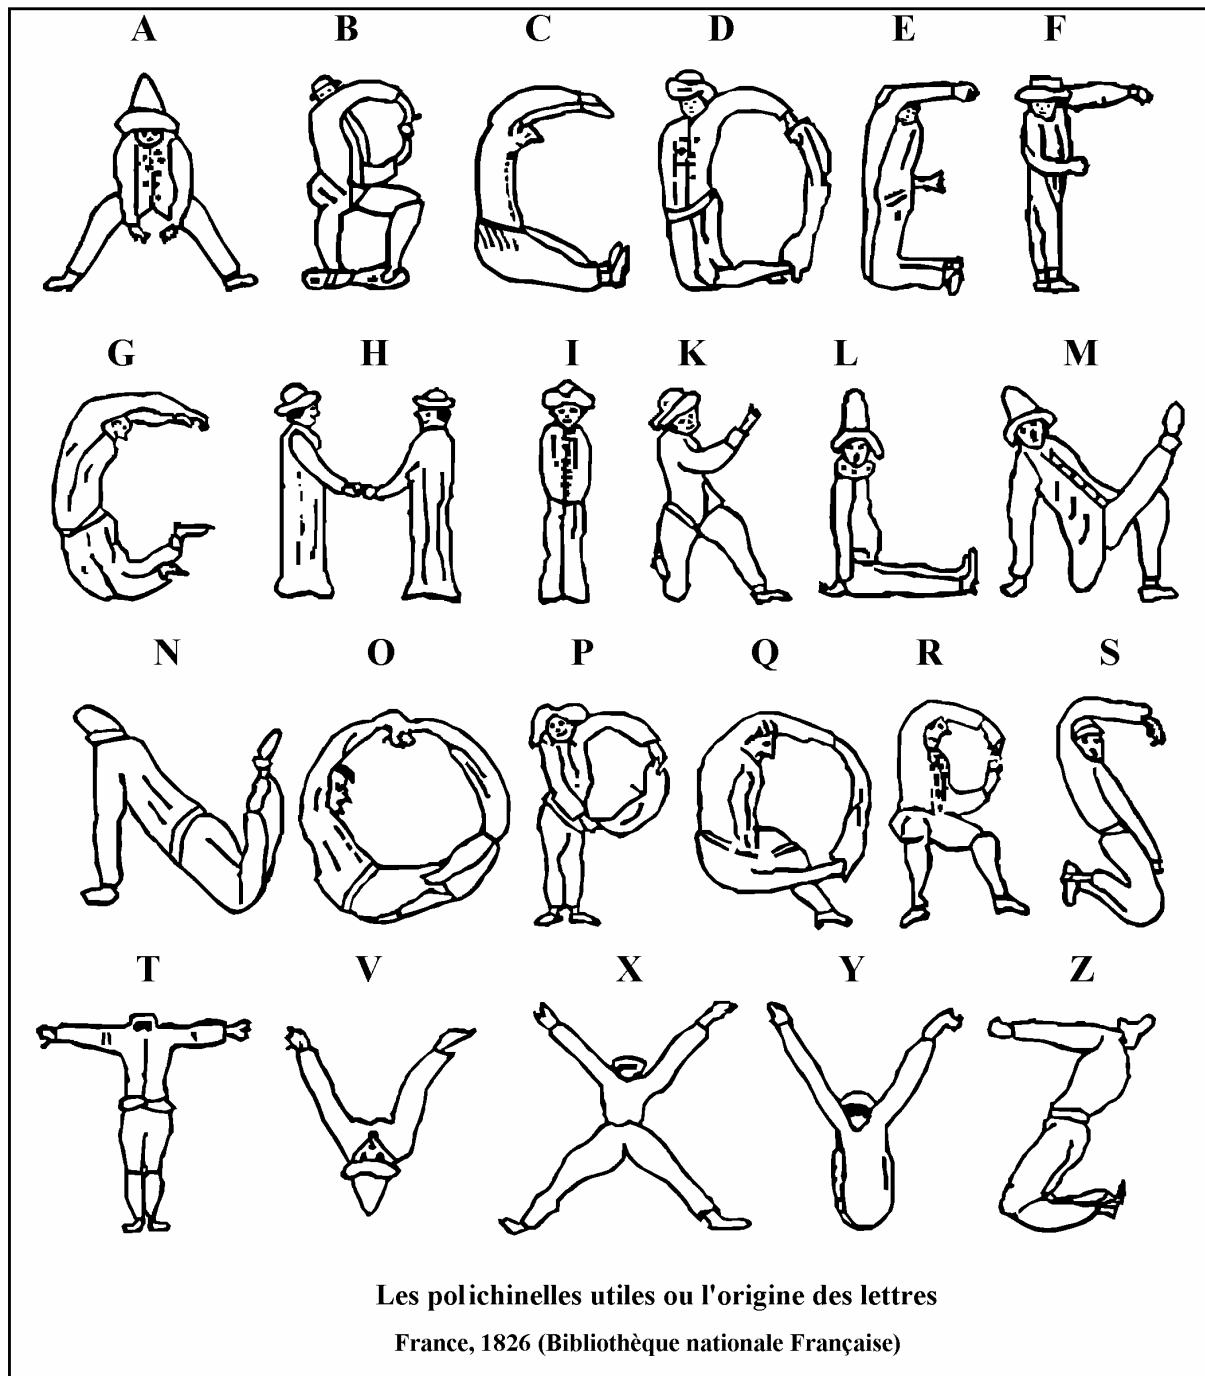 A B C D E F
G H I K L M
N O P Q R S
T V X Y Z
Les polichinelles utiles ou l'origine des lettres
France, 1826 (Bibliothèque nationale Française)